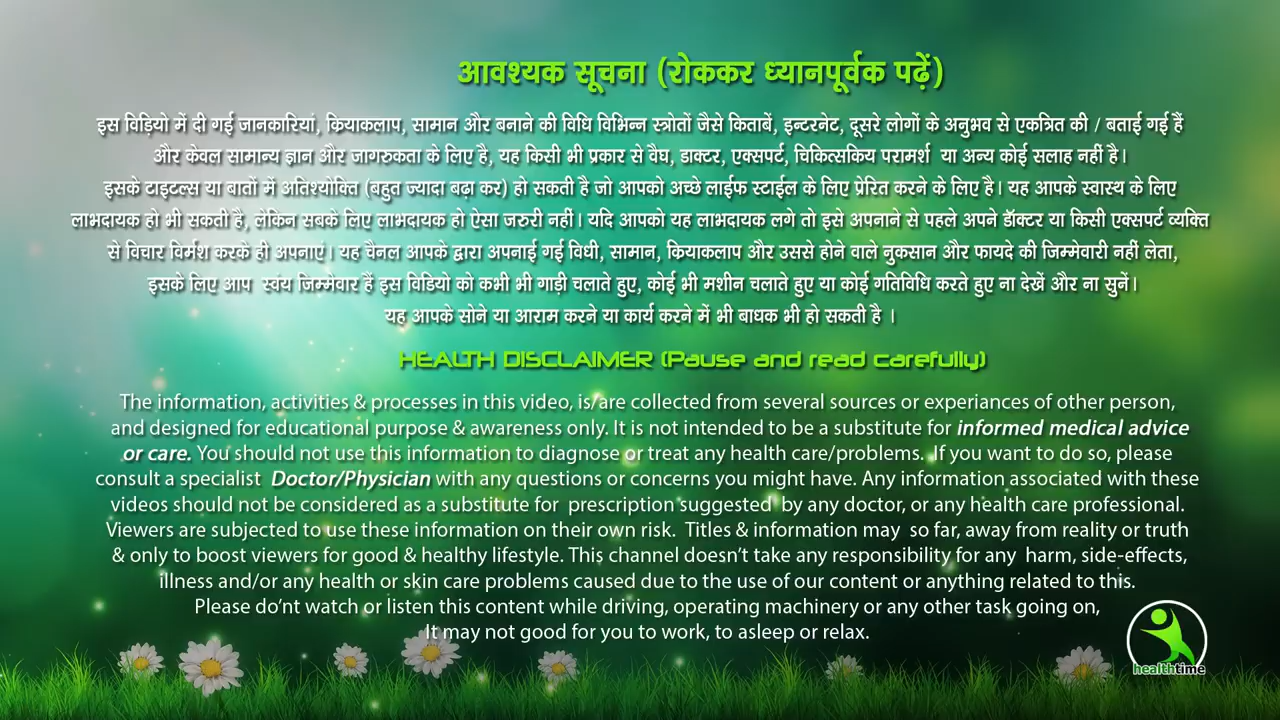 आवश्यक सूचना (रोककर ध्यानपूर्वक पढ़ें)
इस विड़ियो में दी गई जानकारियां, क्रियाकलाप, सामान और बनाने की विधि विभिन्न स्त्रोतों जैसे किताबें, इन्टरनेट, दूसरे लोगों के अनुभव से एकत्रित की / बताई गई हैं
और केवल सामान्य ज्ञान और जागरुकता के लिए है, यह किसी भी प्रकार से वैघ, डाक्टर, एक्सपर्ट, चिकित्सकिय परामर्श या अन्य कोई सलाह नहीं है।
इसके टाइटल्स या बातों में अतिश्योक्ति (बहुत ज्यादा बढ़ा कर) हो सकती है जो आपको अच्छे लाईफ स्टाईल के लिए प्रेरित करने के लिए है। यह आपके स्वास्थ के लिए
लाभदायक हो भी सकती है, लेकिन सबके लिए लाभदायक हो ऐसा जरुरी नहीं। यदि आपको यह लाभदायक लगे तो इसे अपनाने से पहले अपने डॅाक्टर या किसी एक्सपर्ट व्यक्ति
से विचार विर्मश करके ही अपनाएं। यह चैनल आपके द्वारा अपनाई गई विधी, सामान, क्रियाकलाप और उससे होने वाले नुकसान और फायदे की जिम्मेवारी नहीं लेता,
इसके लिए आप स्वंय जिम्मेवार हैं इस विडियो को कभी भी गाड़ी चलाते हुए, कोई भी मशीन चलाते हुए या कोई गतिविधि करते हुए ना देखें और ना सुनें।
यह आपके सोने या आराम करने या कार्य करने में भी बाधक भी हो सकती है ।
HEALTH DISCLAIMER (Pause and read carefully)
The information, activities & processes in this video, is/are collected from several sources or experiances of other person,
and designed for educational purpose & awareness only. It is not intended to be a substitute for informed medical advice
or care. You should not use this information to diagnose or treat any health care/problems. If you want to do so, please
consult a specialist Doctor/Physician with any questions or concerns you might have. Any information associated with these
videos should not be considered as a substitute for prescription suggested by any doctor, or any health care professional.
Viewers are subjected to use these information on their own risk. Titles & information may so far, away from reality or truth
& only to boost viewers for good & healthy lifestyle. This channel doesn't take any responsibility for any harm, side-effects,
illness and/or any health or skin care problems caused due to the use of our content or anything related to this.
Please do'nt watch or listen this content while driving, operating machinery or any other task going on,
It may not good for you to work, to asleep or relax.
healthtime